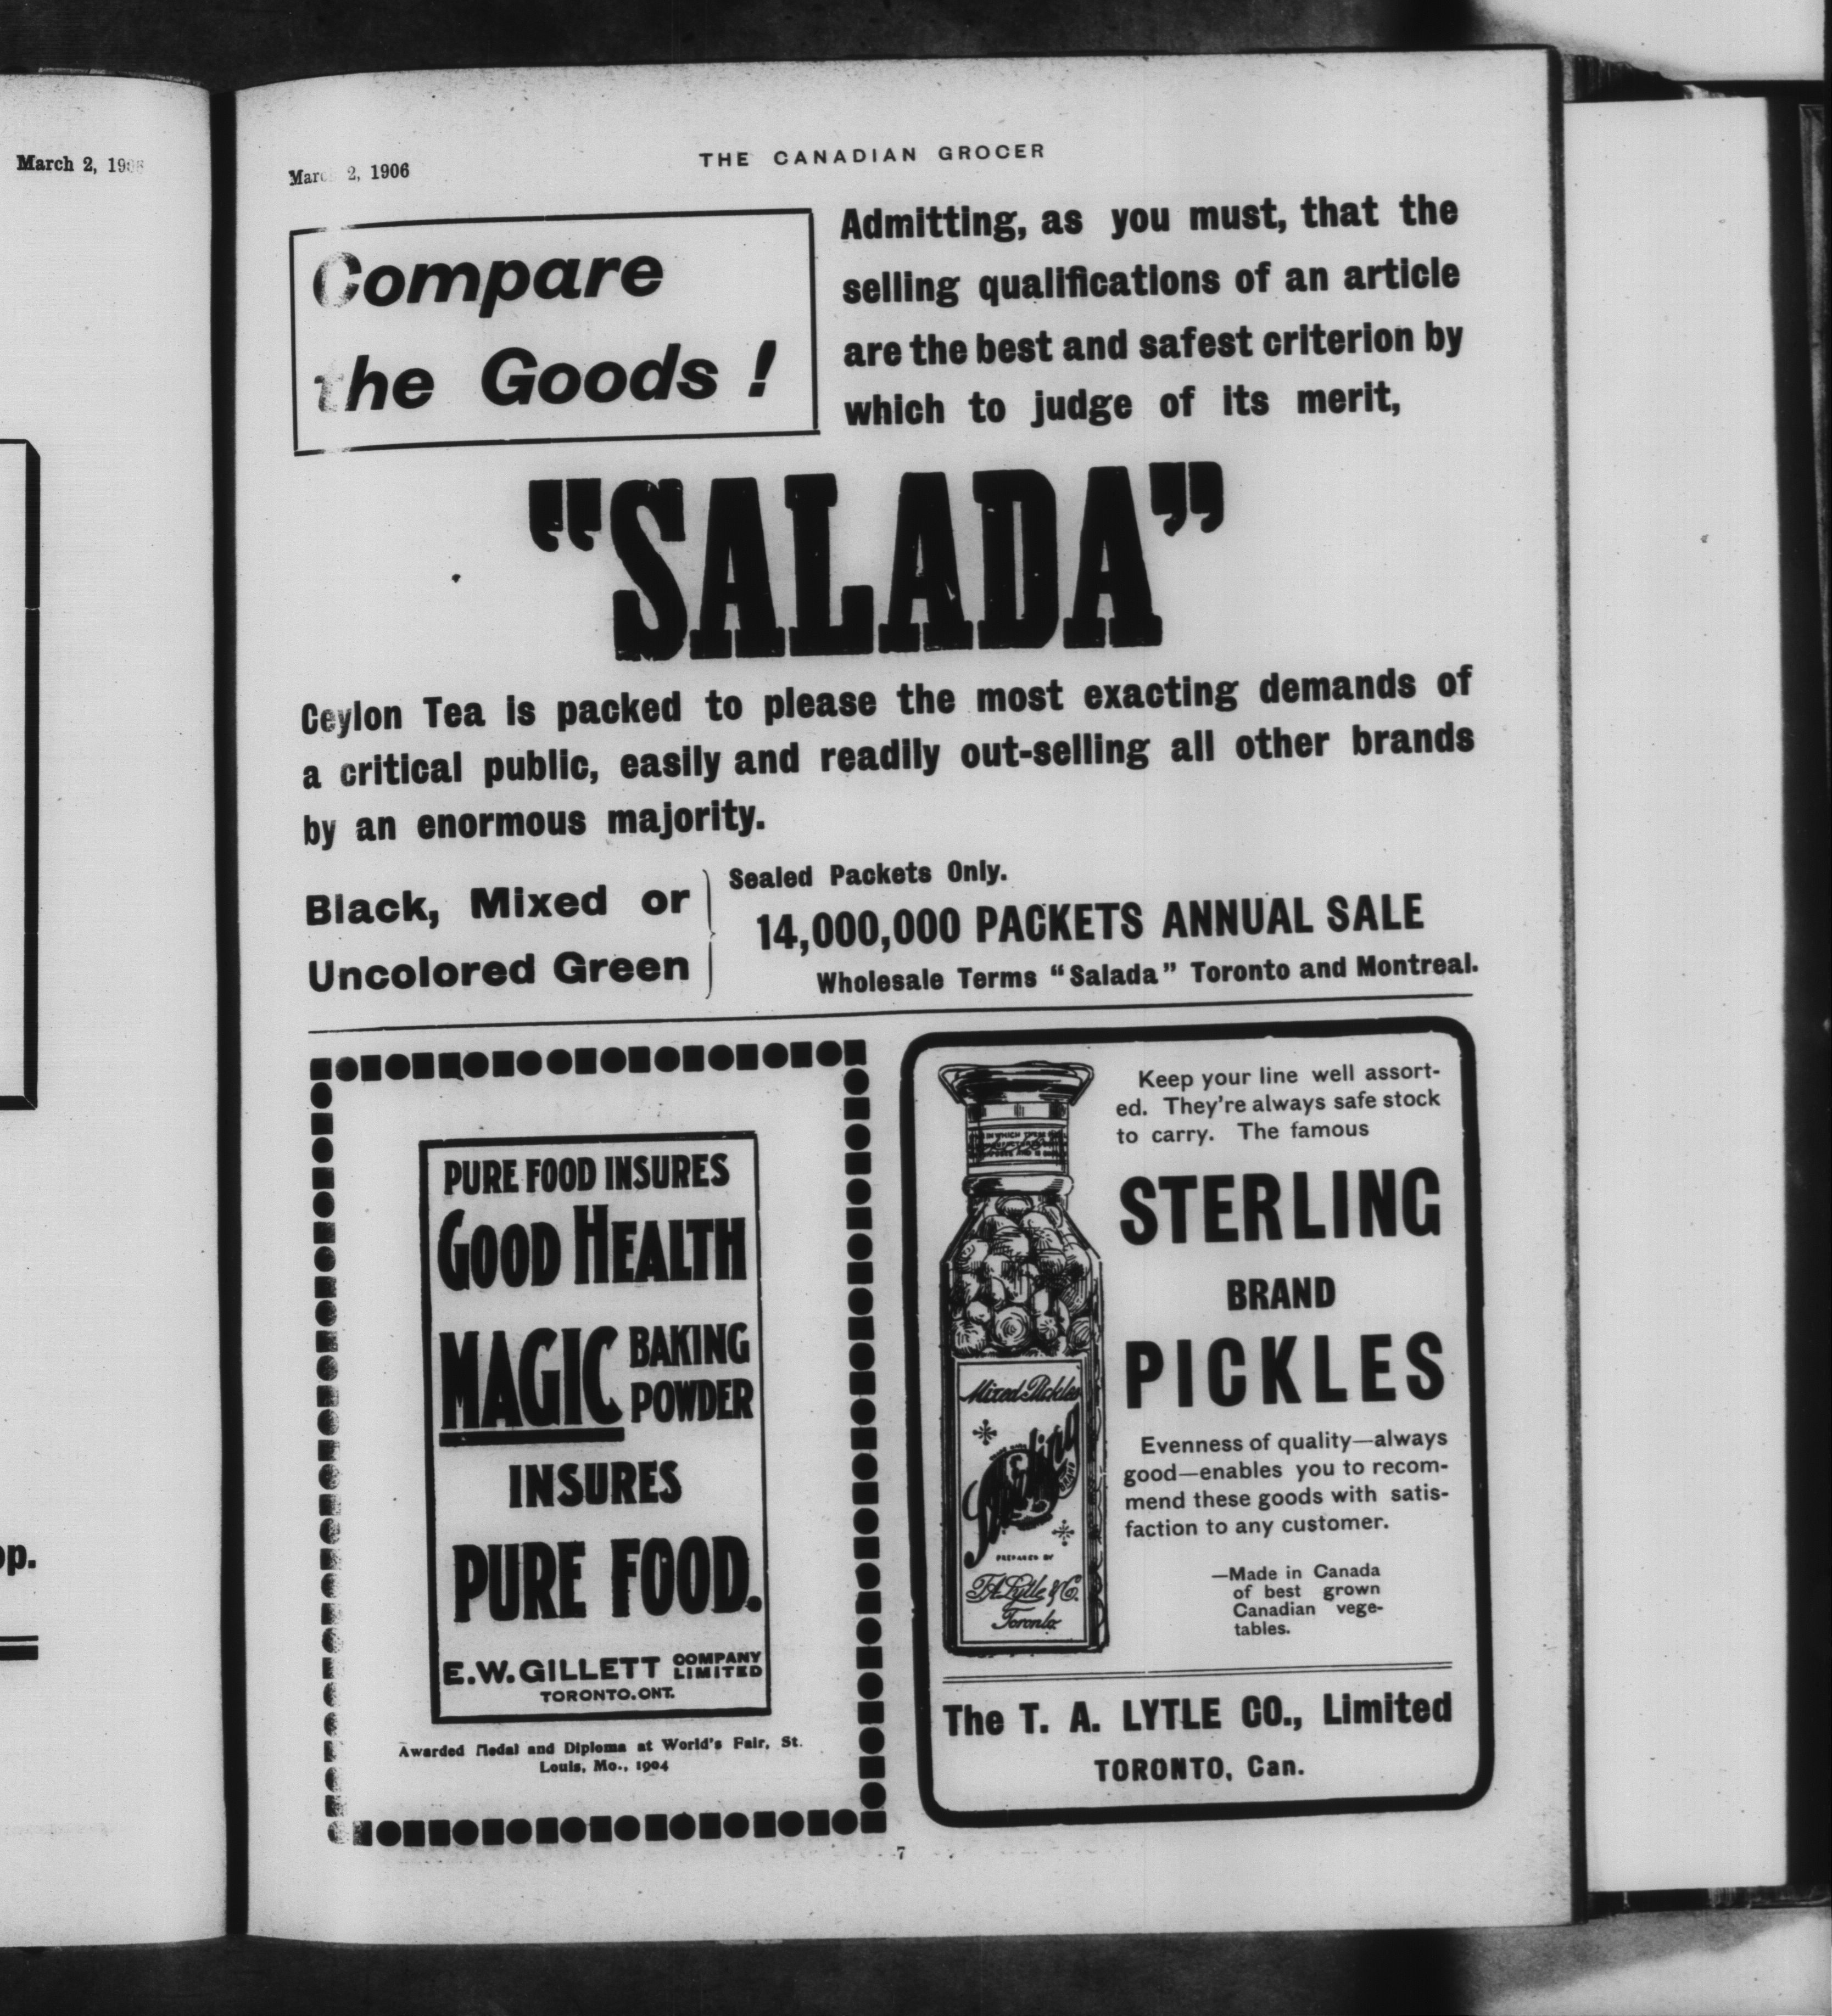 March 2, 19
March 2, 1906
THE CANADIAN GROCER
Compare
the Goods !
Admitting, as you must, that the
selling qualifications of an article
are the best and safest criterion by
which to judge of its merit,
"SALADA"
Ceylon Tea is packed to please the most exacting demands of
a critical public, easily and readily out-selling all other brands
by an enormous majority.
Black, Mixed or
Uncolored Green
Sealed Packets Only.
14,000,000 PACKETS ANNUAL SALE
Wholesale Terms "Salada" Toronto and Montreal.
PURE FOOD INSURES
GOOD HEALTH
MAGIC BAKING
POWDER
INSURES
PURE FOOD.
E.W.GILLETT COMPANY
LIMITED
TORONTO.ONT.
Awarded Medal and Diploma at World's Fair, St.
Louis, Mo., 1904
Mixed Pickles
Sterling
BRAND
PREPARED BY
T.A. Lytle & Co.
Toronto
Keep your line well assort-
ed. They're always safe stock
to carry. The famous
STERLING
BRAND
PICKLES
Evenness of quality—always
good—enables you to recom-
mend these goods with satis-
faction to any customer.
—Made in Canada
of best grown
Canadian vege-
tables.
The T. A. LYTLE CO., Limited
TORONTO, Can.
7
op.